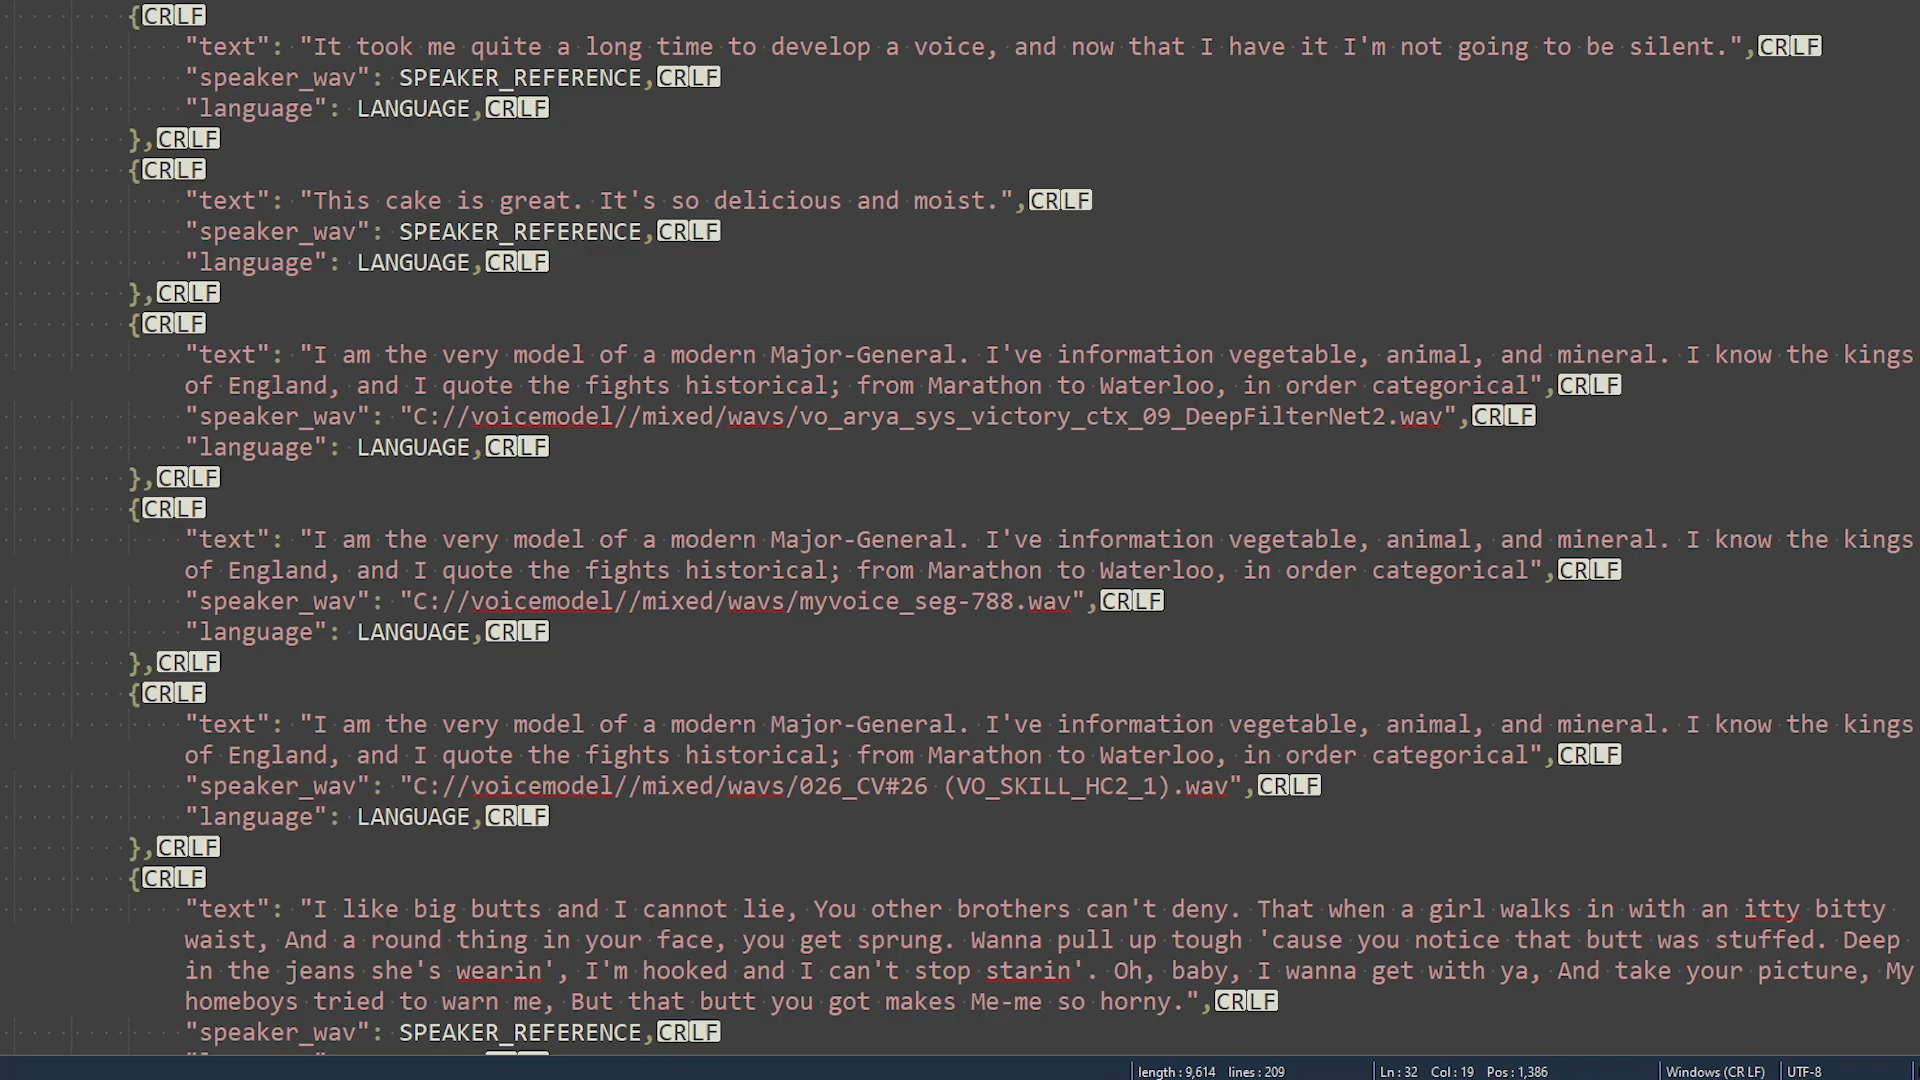 {CRLF
"text": "It took me quite a long time to develop a voice, and now that I have it I'm not going to be silent.",CRLF
"speaker_wav": SPEAKER_REFERENCE,CRLF
"language": LANGUAGE,CRLF
},CRLF
{CRLF
"text": "This cake is great. It's so delicious and moist.",CRLF
"speaker_wav": SPEAKER_REFERENCE,CRLF
"language": LANGUAGE,CRLF
},CRLF
{CRLF
"text": "I am the very model of a modern Major-General. I've information vegetable, animal, and mineral. I know the kings
of England, and I quote the fights historical; from Marathon to Waterloo, in order categorical",CRLF
"speaker_wav": "C://voicemodel//mixed/wavs/vo_arya_sys_victory_ctx_09_DeepFilterNet2.wav",CRLF
"language": LANGUAGE,CRLF
},CRLF
{CRLF
"text": "I am the very model of a modern Major-General. I've information vegetable, animal, and mineral. I know the kings
of England, and I quote the fights historical; from Marathon to Waterloo, in order categorical",CRLF
"speaker_wav": "C://voicemodel//mixed/wavs/myvoice_seg-788.wav",CRLF
"language": LANGUAGE,CRLF
},CRLF
{CRLF
"text": "I am the very model of a modern Major-General. I've information vegetable, animal, and mineral. I know the kings
of England, and I quote the fights historical; from Marathon to Waterloo, in order categorical",CRLF
"speaker_wav": "C://voicemodel//mixed/wavs/026_CV#26 (VO_SKILL_HC2_1).wav",CRLF
"language": LANGUAGE,CRLF
},CRLF
{CRLF
"text": "I like big butts and I cannot lie, You other brothers can't deny. That when a girl walks in with an itty bitty
waist, And a round thing in your face, you get sprung. Wanna pull up tough 'cause you notice that butt was stuffed. Deep
in the jeans she's wearin', I'm hooked and I can't stop starin'. Oh, baby, I wanna get with ya, And take your picture, My
homeboys tried to warn me, But that butt you got makes Me-me so horny.",CRLF
"speaker_wav": SPEAKER_REFERENCE,CRLF
length : 9,614 lines : 209 Ln : 32 Col : 19 Pos : 1,386 Windows (CR LF) UTF-8